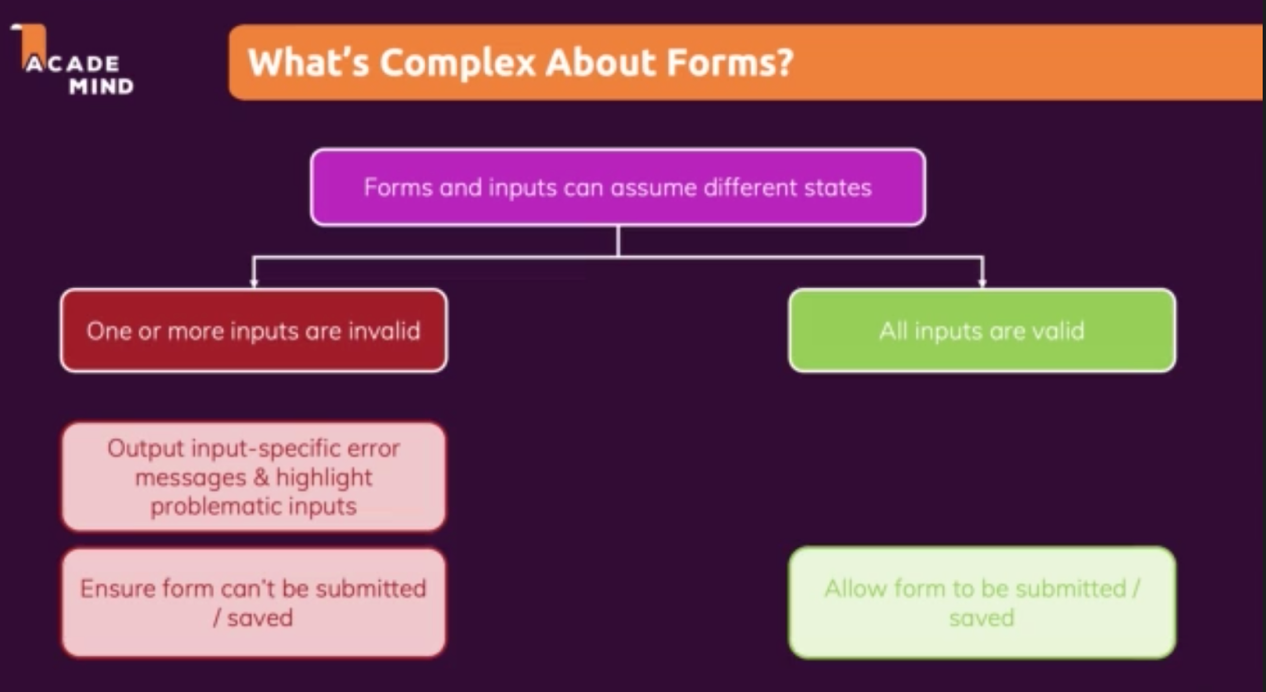 ACADE
MIND
What's Complex About Forms?
Forms and inputs can assume different states
One or more inputs are invalid
All inputs are valid
Output input-specific error
messages & highlight
problematic inputs
Ensure form can't be submitted
/ saved
Allow form to be submitted /
saved